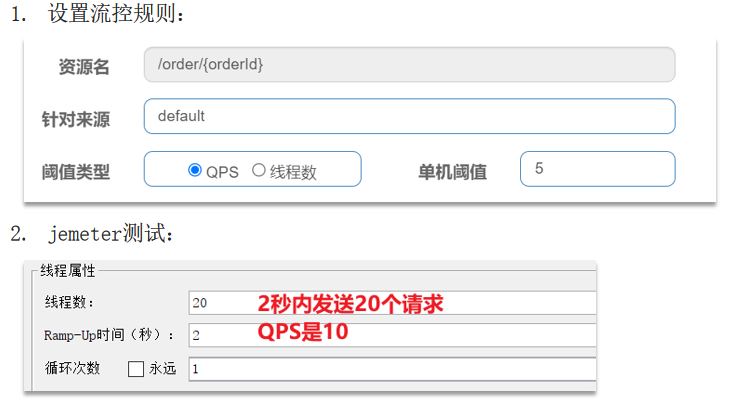 1. 设置流控规则：
资源名 /order/{orderId}
针对来源 default
阈值类型 QPS 线程数 单机阈值 5
2. jemeter测试：
线程属性
线程数： 20 2秒内发送20个请求
Ramp-Up时间（秒）： 2 QPS是10
循环次数 永远 1